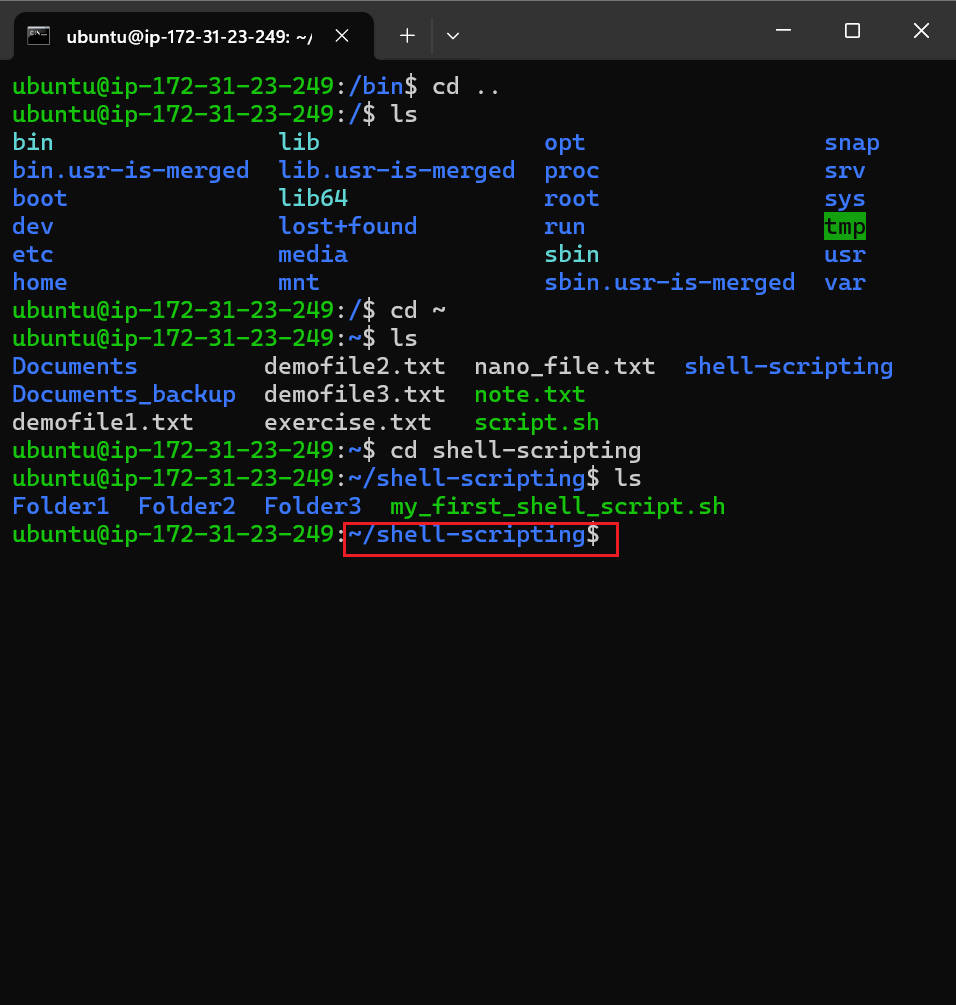 ubuntu@ip-172-31-23-249: ~/
ubuntu@ip-172-31-23-249:/bin$ cd ..
ubuntu@ip-172-31-23-249:/$ ls
bin lib opt snap
bin.usr-is-merged lib.usr-is-merged proc srv
boot lib64 root sys
dev lost+found run tmp
etc media sbin usr
home mnt sbin.usr-is-merged var
ubuntu@ip-172-31-23-249:/$ cd ~
ubuntu@ip-172-31-23-249:~$ ls
Documents demofile2.txt nano_file.txt shell-scripting
Documents_backup demofile3.txt note.txt
demofile1.txt exercise.txt script.sh
ubuntu@ip-172-31-23-249:~$ cd shell-scripting
ubuntu@ip-172-31-23-249:~/shell-scripting$ ls
Folder1 Folder2 Folder3 my_first_shell_script.sh
ubuntu@ip-172-31-23-249:~/shell-scripting$